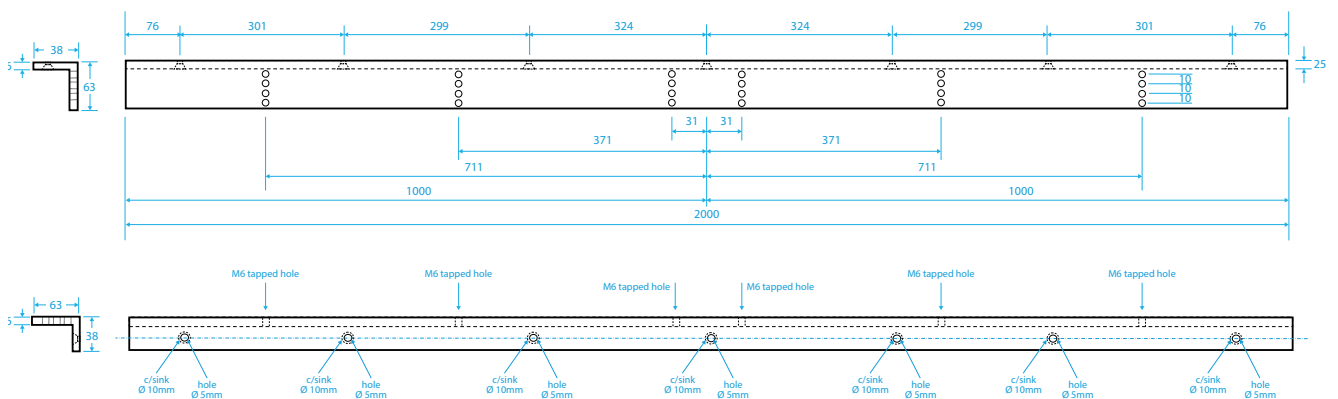 76 301 299 324 324 299 301 76
38
63
25
10
10
10
31 31
371 371
711 711
1000 1000
2000
M6 tapped hole M6 tapped hole M6 tapped hole M6 tapped hole M6 tapped hole M6 tapped hole
63
38
c/sink
Ø 10mm
hole
Ø 5mm
c/sink
Ø 10mm
hole
Ø 5mm
c/sink
Ø 10mm
hole
Ø 5mm
c/sink
Ø 10mm
hole
Ø 5mm
c/sink
Ø 10mm
hole
Ø 5mm
c/sink
Ø 10mm
hole
Ø 5mm
c/sink
Ø 10mm
hole
Ø 5mm